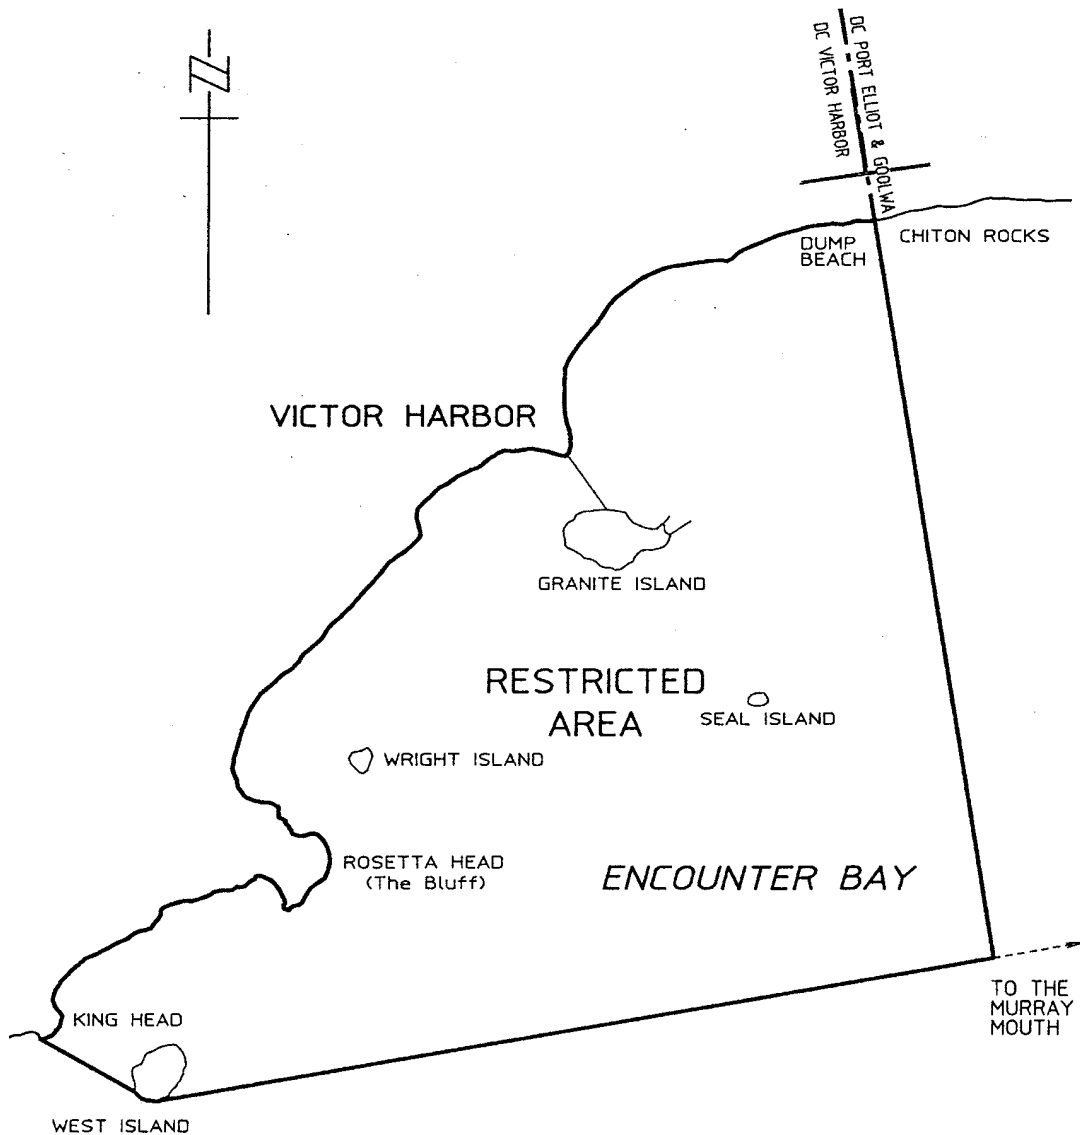 N
DC PORT ELLIOT & GOOLWA
DC VICTOR HARBOR
DUMP
BEACH
CHITON ROCKS
VICTOR HARBOR
GRANITE ISLAND
RESTRICTED
AREA
SEAL ISLAND
WRIGHT ISLAND
ROSETTA HEAD
(The Bluff)
ENCOUNTER BAY
TO THE
MURRAY
MOUTH
KING HEAD
WEST ISLAND